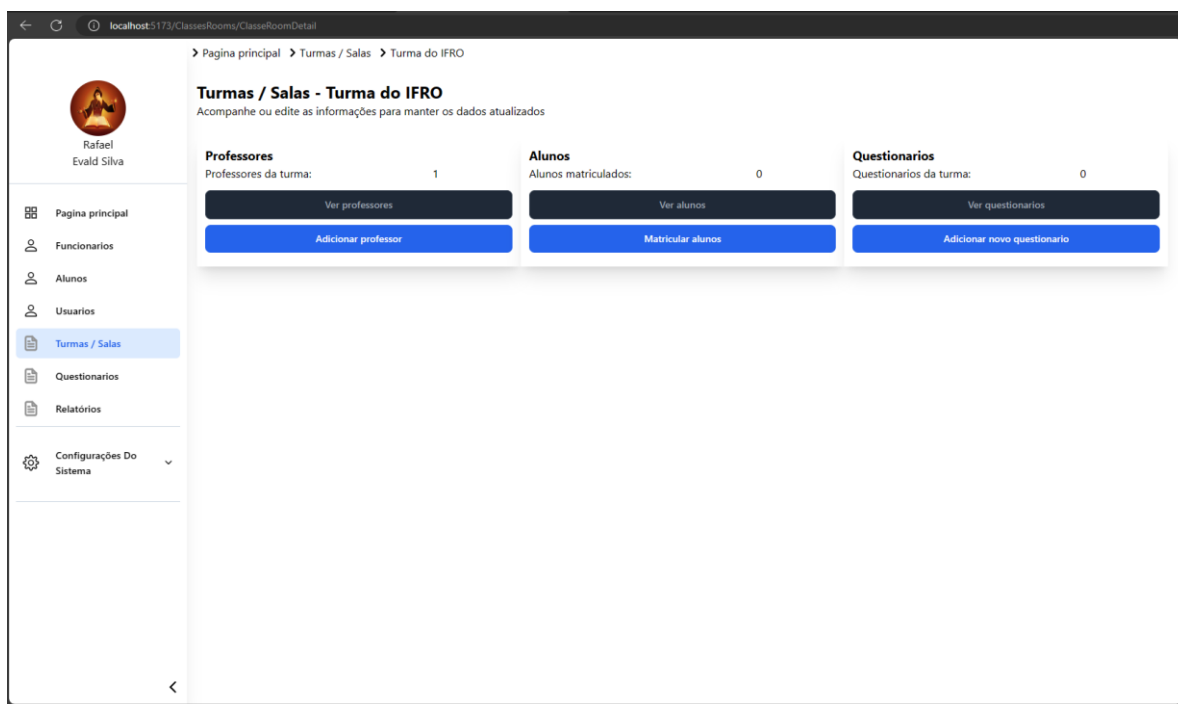 localhost:5173/ClassesRooms/ClasseRoomDetail
Pagina principal Turmas / Salas Turma do IFRO
Rafael
Evald Silva
Pagina principal
Funcionarios
Alunos
Usuarios
Turmas / Salas
Questionarios
Relatórios
Configurações Do
Sistema
Turmas / Salas - Turma do IFRO
Acompanhe ou edite as informações para manter os dados atualizados
Professores
Professores da turma: 1
Ver professores
Adicionar professor
Alunos
Alunos matriculados: 0
Ver alunos
Matricular alunos
Questionarios
Questionarios da turma: 0
Ver questionarios
Adicionar novo questionario